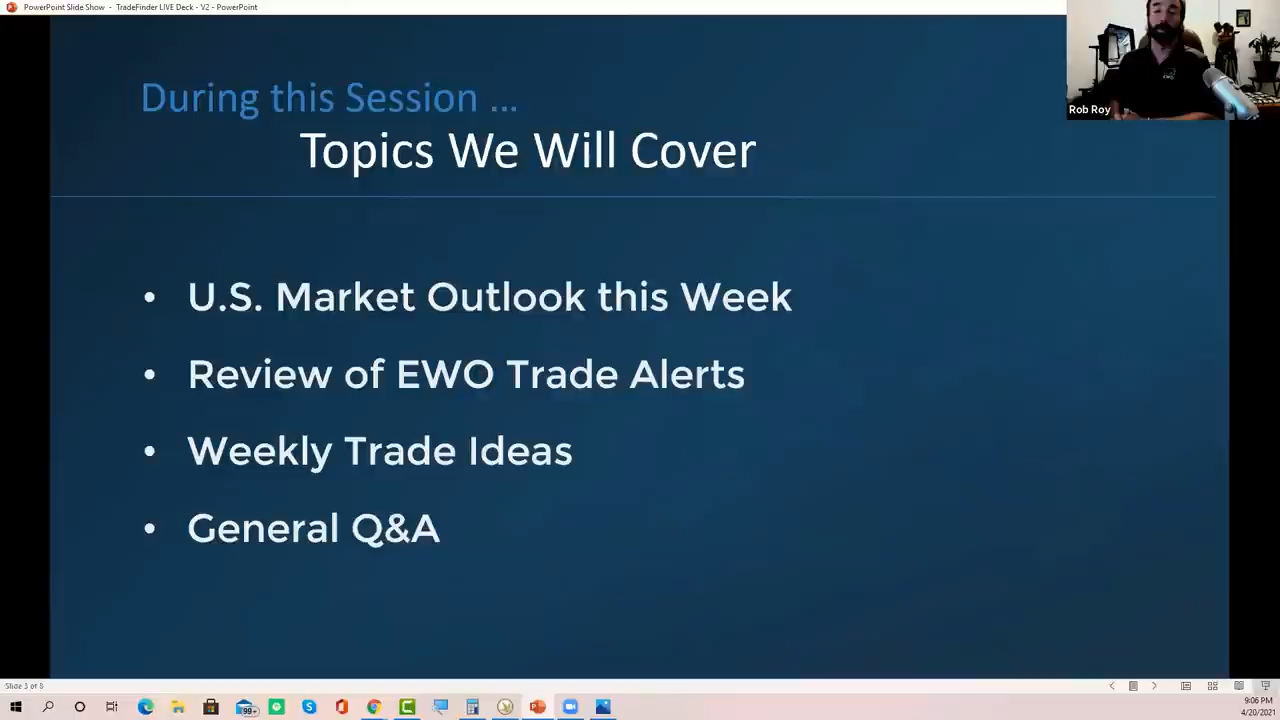 PowerPoint Slide Show - TradeFinder LIVE Deck - V2 - PowerPoint
During this Session ...
Topics We Will Cover
Rob Roy
• U.S. Market Outlook this Week
• Review of EWO Trade Alerts
• Weekly Trade Ideas
• General Q&A
Slide 3 of 8
99+
9:06 PM
4/20/2021